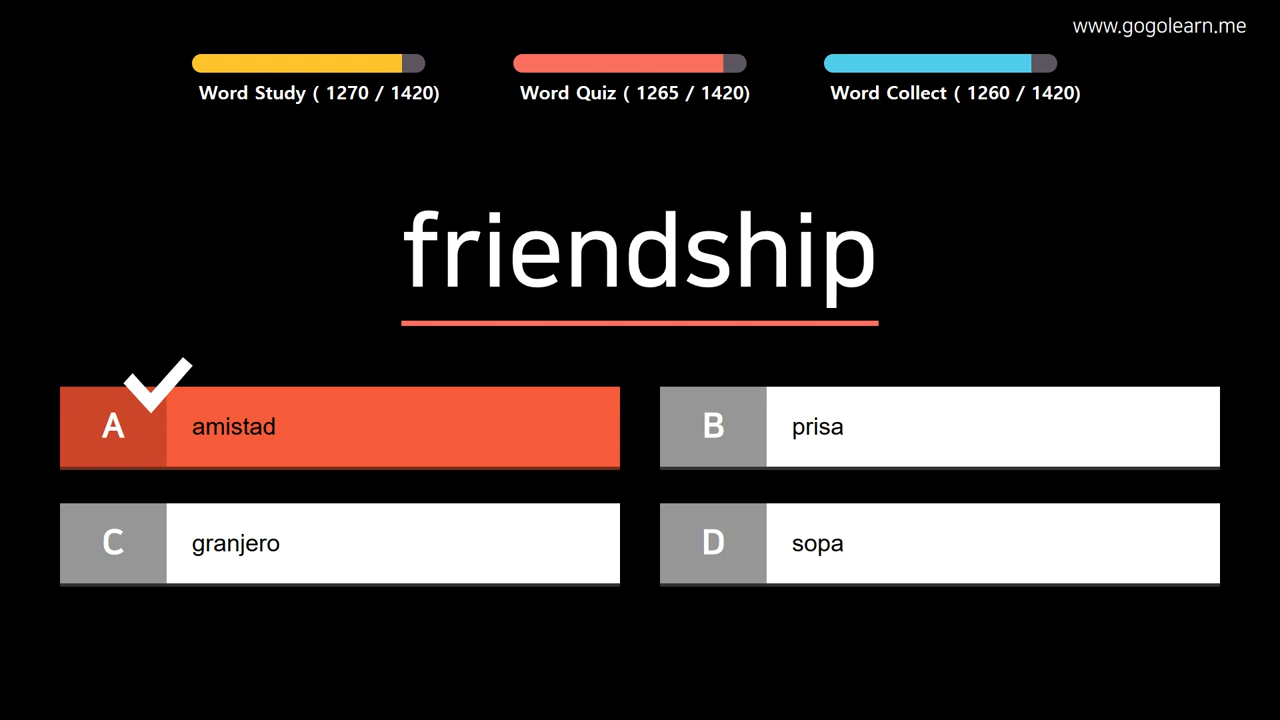 www.gogolearn.me
Word Study ( 1270 / 1420)
Word Quiz ( 1265 / 1420)
Word Collect ( 1260 / 1420)
friendship
A amistad
B prisa
C granjero
D sopa